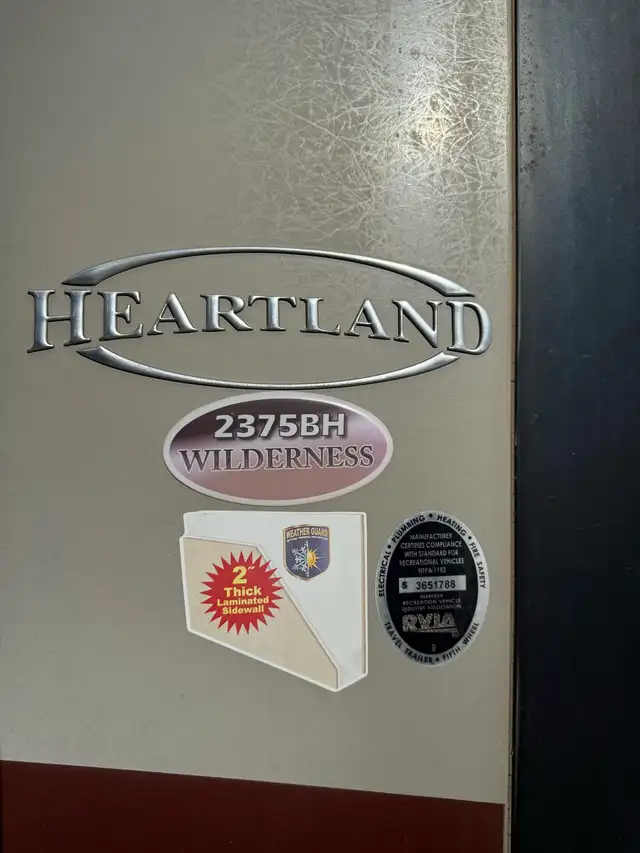 HEARTLAND
2375BH
WILDERNESS
WEATHER GUARD
2"
Thick
Laminated
Sidewall
ELECTRICAL • PLUMBING • HEATING • FIRE SAFETY
MANUFACTURER
CERTIFIES COMPLIANCE
WITH STANDARD FOR
RECREATIONAL VEHICLES
NFPA 1192
S 3651788
RECREATION VEHICLE
INDUSTRY ASSOCIATION
RVIA
TRAVEL TRAILER • FIFTH WHEEL